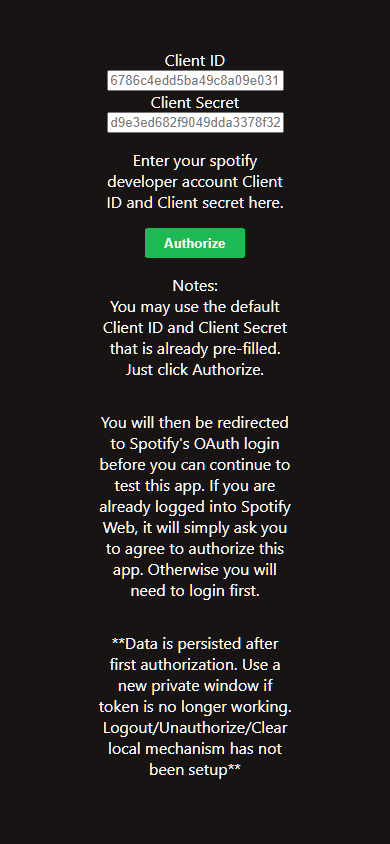 Client ID
6786c4edd5ba49c8a09e031
Client Secret
d9e3ed682f9049dda3378f32
Enter your spotify
developer account Client
ID and Client secret here.
Authorize
Notes:
You may use the default
Client ID and Client Secret
that is already pre-filled.
Just click Authorize.
You will then be redirected
to Spotify's OAuth login
before you can continue to
test this app. If you are
already logged into Spotify
Web, it will simply ask you
to agree to authorize this
app. Otherwise you will
need to login first.
**Data is persisted after
first authorization. Use a
new private window if
token is no longer working.
Logout/Unauthorize/Clear
local mechanism has not
been setup**